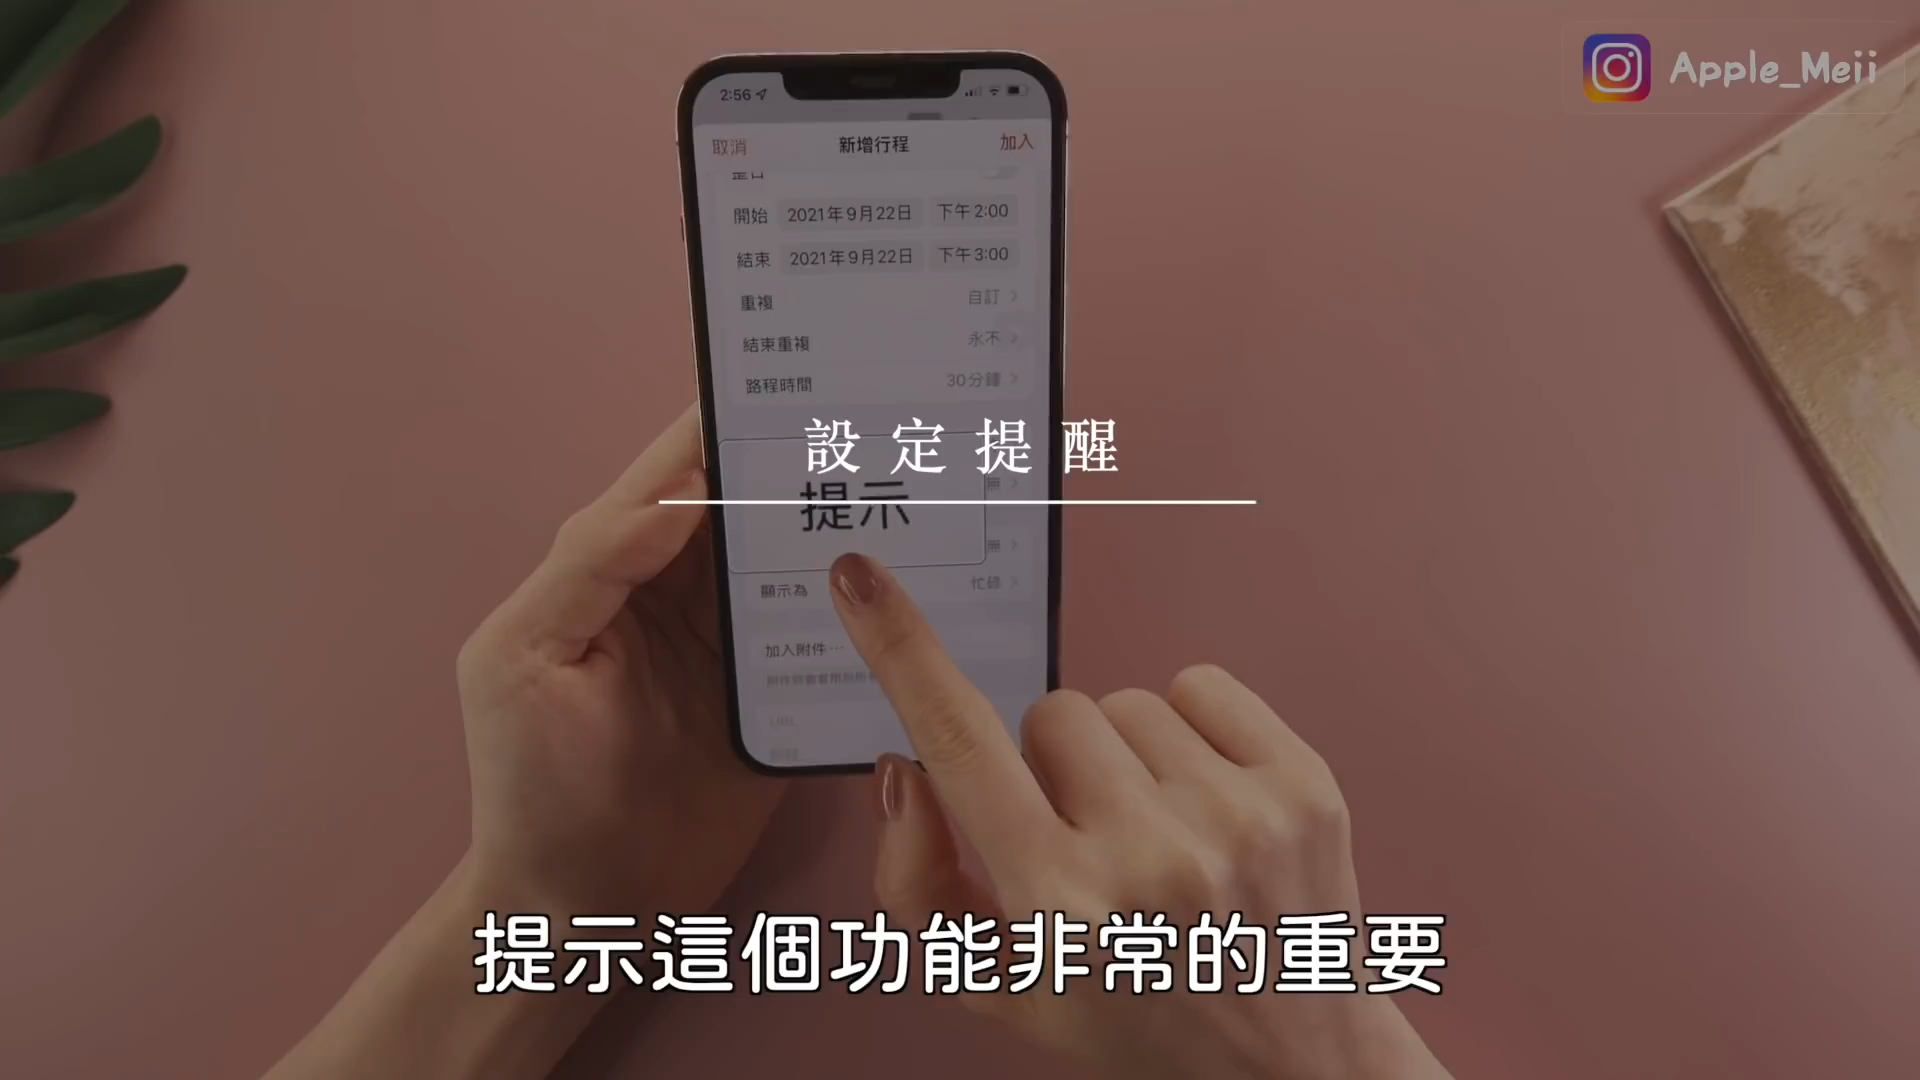 Apple_Meii
2:56
取消 新增行程 加入
開始 2021年9月22日 下午2:00
結束 2021年9月22日 下午3:00
重複 自訂
結束重複 永不
路程時間 30分鐘
設定提醒
提示
無
無
顯示為 忙碌
加入附件…
URL
提示這個功能非常的重要